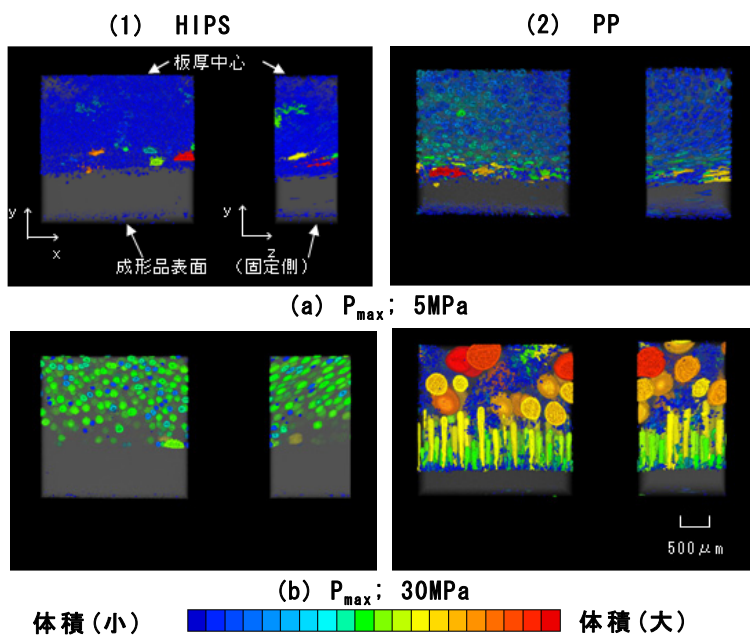 (1) HIPS
(2) PP
板厚中心
y
x
y
z
成形品表面
(固定側)
(a) Pmax; 5MPa
500μm
(b) Pmax; 30MPa
体積(小)
体積(大)